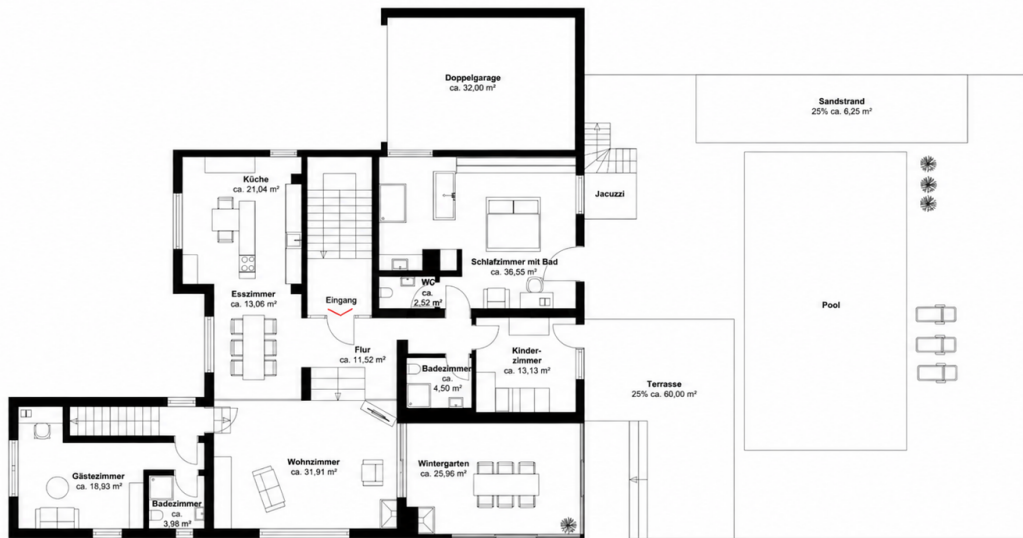 Doppelgarage
ca. 32,00 m²
Sandstrand
25% ca. 6,25 m²
Küche
ca. 21,04 m²
Jacuzzi
Schlafzimmer mit Bad
ca. 36,55 m²
WC
ca.
2,52 m²
Esszimmer
ca. 13,06 m²
Eingang
Pool
Flur
ca. 11,52 m²
Kinder-
zimmer
ca. 13,13 m²
Badezimmer
ca.
4,50 m²
Terrasse
25% ca. 60,00 m²
Wohnzimmer
ca. 31,91 m²
Wintergarten
ca. 25,96 m²
Gästezimmer
ca. 18,93 m²
Badezimmer
ca.
3,98 m²